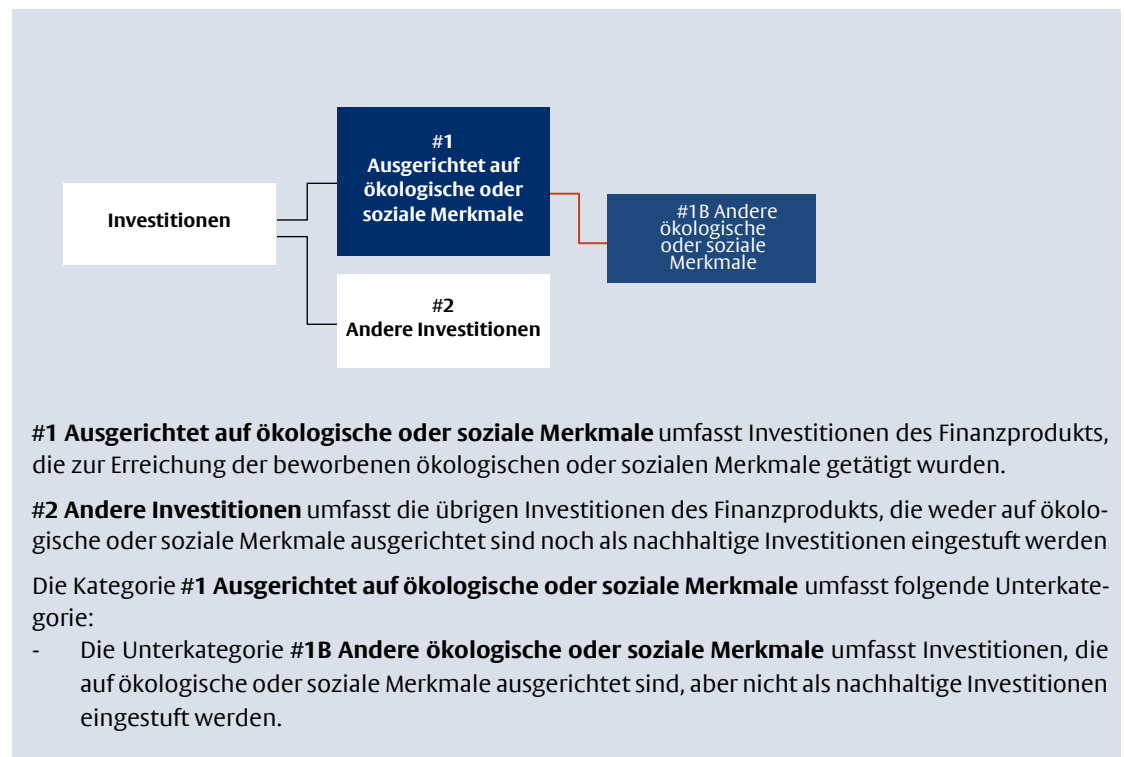 #1
Ausgerichtet auf
ökologische oder
soziale Merkmale
Investitionen
#1B Andere
ökologische
oder soziale
Merkmale
#2
Andere Investitionen
#1 Ausgerichtet auf ökologische oder soziale Merkmale umfasst Investitionen des Finanzprodukts,
die zur Erreichung der beworbenen ökologischen oder sozialen Merkmale getätigt wurden.
#2 Andere Investitionen umfasst die übrigen Investitionen des Finanzprodukts, die weder auf ökolo-
gische oder soziale Merkmale ausgerichtet sind noch als nachhaltige Investitionen eingestuft werden.
Die Kategorie #1 Ausgerichtet auf ökologische oder soziale Merkmale umfasst folgende Unterkate-
gorie:
- Die Unterkategorie #1B Andere ökologische oder soziale Merkmale umfasst Investitionen, die
auf ökologische oder soziale Merkmale ausgerichtet sind, aber nicht als nachhaltige Investitionen
eingestuft werden.